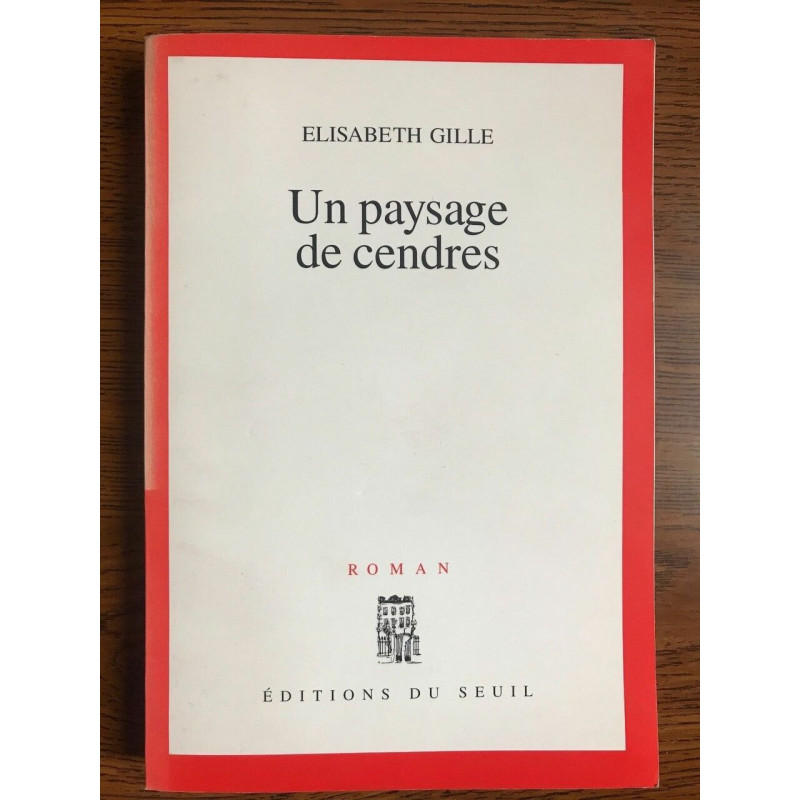 ELISABETH GILLE
Un paysage
de cendres
ROMAN
ÉDITIONS DU SEUIL